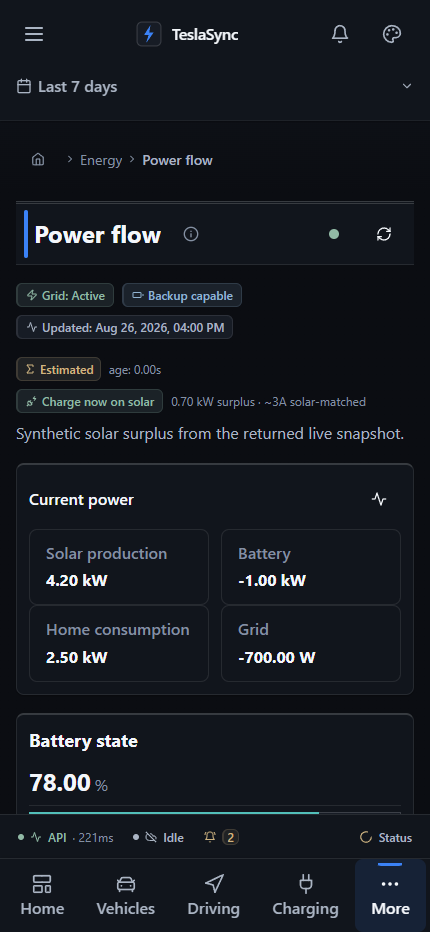 TeslaSync
Last 7 days
Energy > Power flow
Power flow
Grid: Active
Backup capable
Updated: Aug 26, 2026, 04:00 PM
Estimated
age: 0.00s
Charge now on solar
0.70 kW surplus · ~3A solar-matched
Synthetic solar surplus from the returned live snapshot.
Current power
Solar production
4.20 kW
Battery
-1.00 kW
Home consumption
2.50 kW
Grid
-700.00 W
Battery state
78.00 %
API · 221ms
Idle
2
Status
Home
Vehicles
Driving
Charging
More